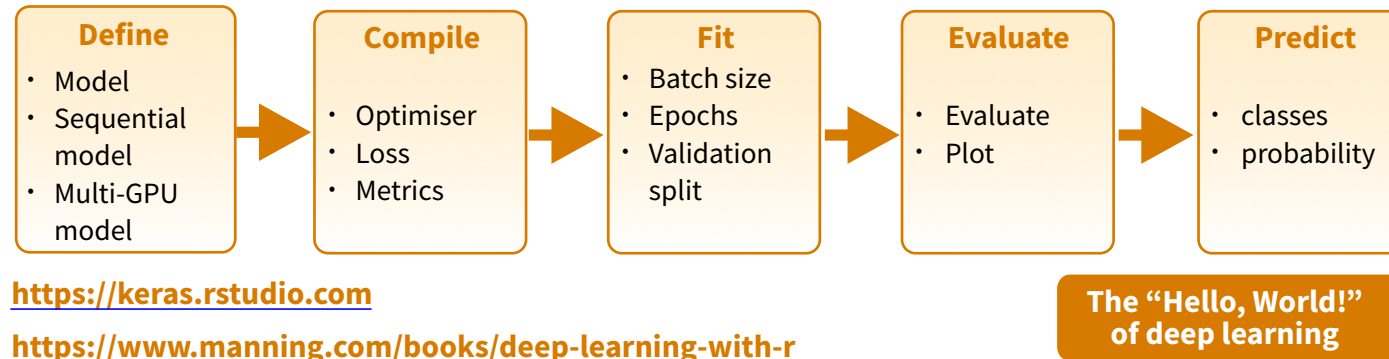 Define
• Model
• Sequential
model
• Multi-GPU
model
Compile
• Optimiser
• Loss
• Metrics
Fit
• Batch size
• Epochs
• Validation
split
Evaluate
• Evaluate
• Plot
Predict
• classes
• probability
https://keras.rstudio.com
https://www.manning.com/books/deep-learning-with-r
The “Hello, World!”
of deep learning